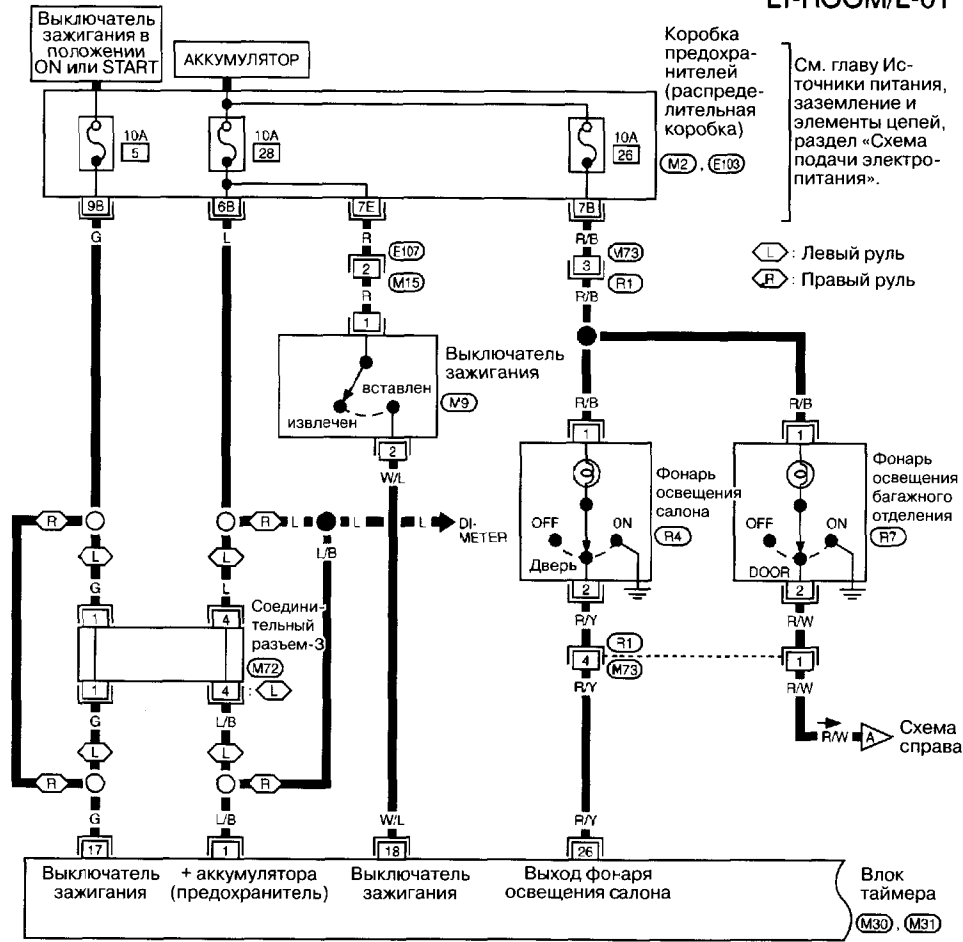 LT-ROOM/L-01
Выключатель
зажигания в
положении
ON или START
АККУМУЛЯТОР
Коробка
предохра-
нителей
(распреде-
лительная
коробка)
M2 , E103
См. главу Ис-
точники питания,
заземление и
элементы цепей,
раздел «Схема
подачи электро-
питания».
10A
5
10A
28
10A
26
9B
6B
7E
7B
G
L
R
R/B
E107
2
M15
M73
3
R1
L : Левый руль
R : Правый руль
R
R/B
1
Выключатель
зажигания
вставлен
извлечен
M9
2
W/L
R/B
1
R/B
1
Фонарь
освещения
салона
R4
OFF
ON
Дверь
2
Фонарь
освещения
багажного
отделения
R7
OFF
ON
DOOR
2
R
R
L
L
L
DI-
METER
L/B
L
L
G
L
1
4
Соедини-
тельный
разъем-3
M72
1
4
: L
R/Y
R/W
R1
4
M73
1
R/Y
R/W
G
L/B
L
L
R
R
R/W
A
Схема
справа
G
L/B
W/L
R/Y
17
1
18
26
Выключатель
зажигания
+ аккумулятора
(предохранитель)
Выключатель
зажигания
Выход фонаря
освещения салона
Блок
таймера
M30 , M31